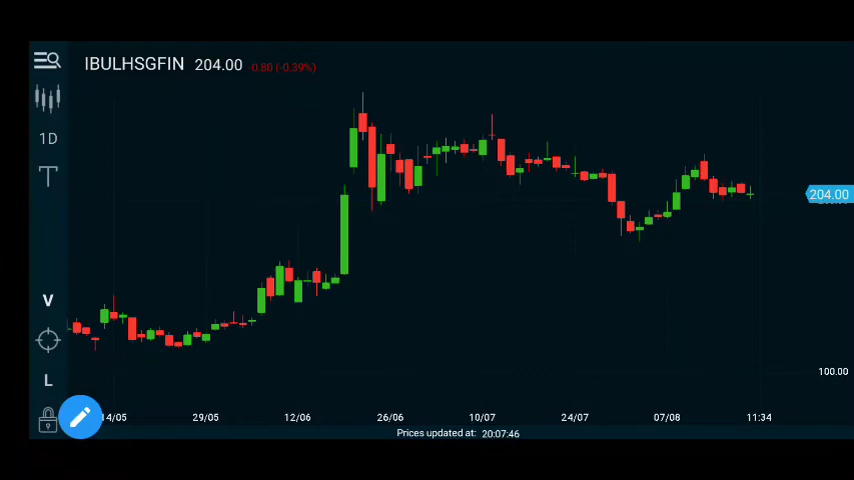 IBULHSGFIN 204.00 -0.80 (-0.39%)
1D
T
204.00
V
L
100.00
14/05 29/05 12/06 26/06 10/07 24/07 07/08 11:34
Prices updated at: 20:07:46